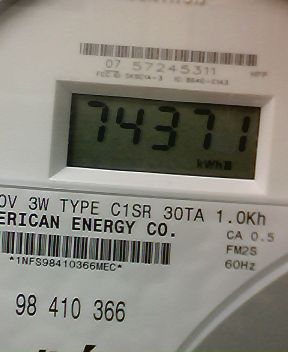 07 57245311
74371
kWh
0V 3W TYPE C1SR 30TA 1.0Kh
ERICAN ENERGY CO.
CA 0.5
FM2S
60Hz
*1NFS98410366MEC*
98 410 366